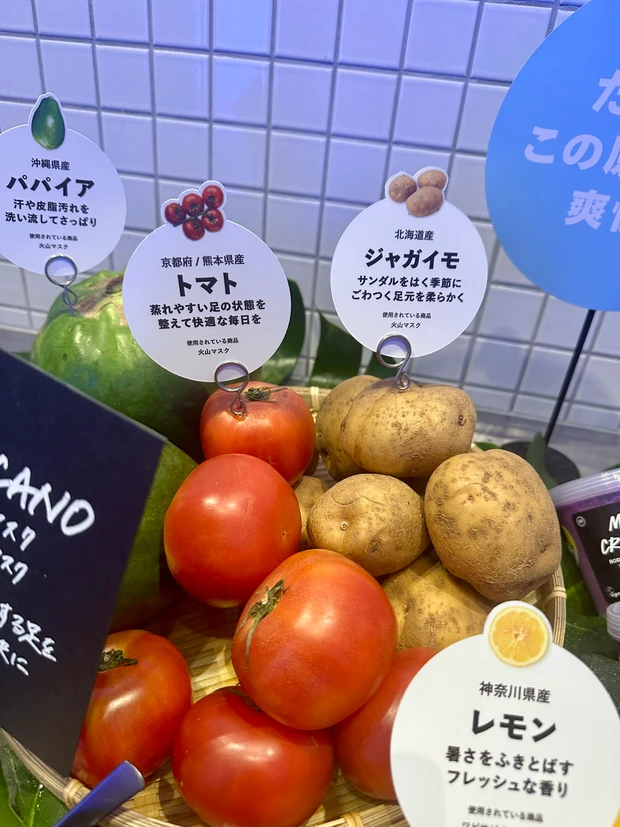 沖縄県産
パパイア
汗や皮脂汚れを
洗い流してさっぱり
使用されている商品
火山マスク
京都府 / 熊本県産
トマト
蒸れやすい足の状態を
整えて快適な毎日を
使用されている商品
火山マスク
北海道産
ジャガイモ
サンダルをはく季節に
ごわつく足元を柔らかく
使用されている商品
火山マスク
た
この
爽
CANO
スク
スク
する足を
に
神奈川県産
レモン
暑さをふきとばす
フレッシュな香り
使用されている商品
M
CR